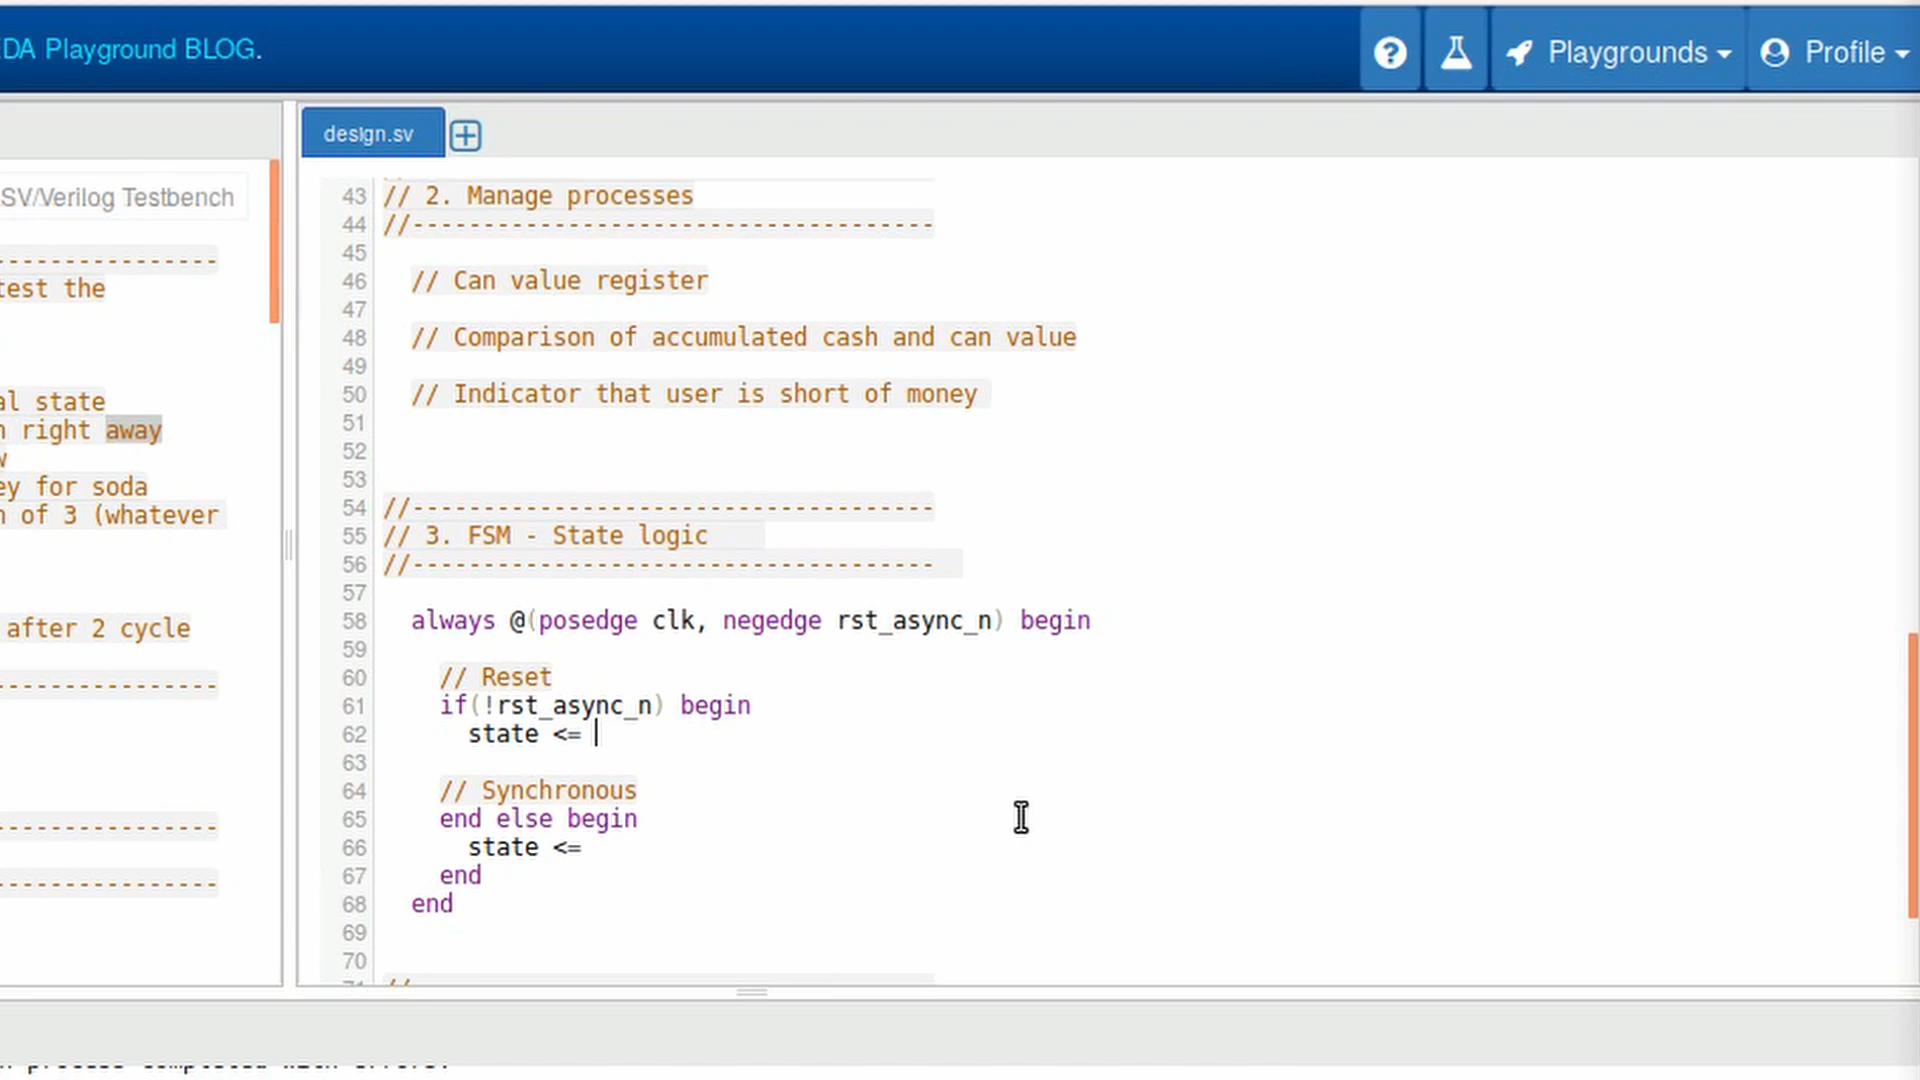 EDA Playground BLOG.
Playgrounds
Profile
design.sv
SV/Verilog Testbench
---------------
test the
al state
n right away
w
ey for soda
n of 3 (whatever
after 2 cycle
---------------
---------------
---------------
43 // 2. Manage processes
44 //-------------------------------------
45
46 // Can value register
47
48 // Comparison of accumulated cash and can value
49
50 // Indicator that user is short of money
51
52
53
54 //-------------------------------------
55 // 3. FSM - State logic
56 //-------------------------------------
57
58 always @(posedge clk, negedge rst_async_n) begin
59
60 // Reset
61 if(!rst_async_n) begin
62 state <=
63
64 // Synchronous
65 end else begin
66 state <=
67 end
68 end
69
70